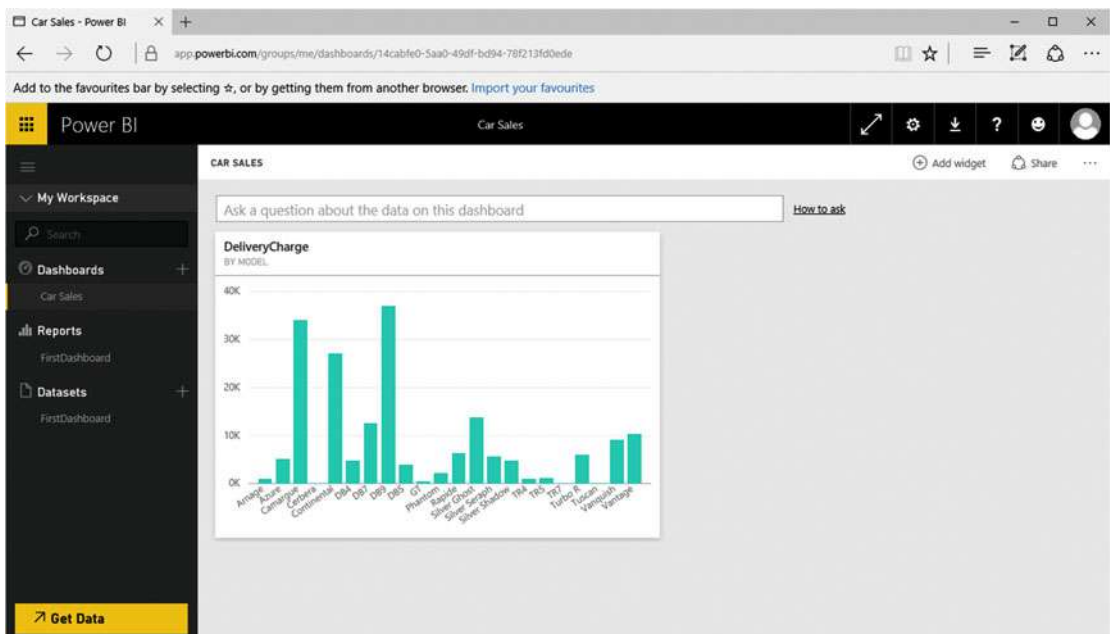 Car Sales - Power BI
app.powerbi.com/groups/me/dashboards/14cabfe0-5aa0-49df-bd94-78f213fd0ede
Add to the favourites bar by selecting ☆, or by getting them from another browser. Import your favourites
Power BI
Car Sales
?
My Workspace
Search
Dashboards
Car Sales
Reports
FirstDashboard
Datasets
FirstDashboard
Get Data
CAR SALES
Add widget
Share
Ask a question about the data on this dashboard
How to ask
DeliveryCharge
BY MODEL
40K
30K
20K
10K
0K
Arnage
Azure
Camargue
Cerbera
Continental
DB4
DB7
DB9
DB5
GT
Phantom
Rapide
Silver Ghost
Silver Seraph
Silver Shadow
TR4
TR5
TR7
Turbo R
Tuscan
Vanquish
Vantage